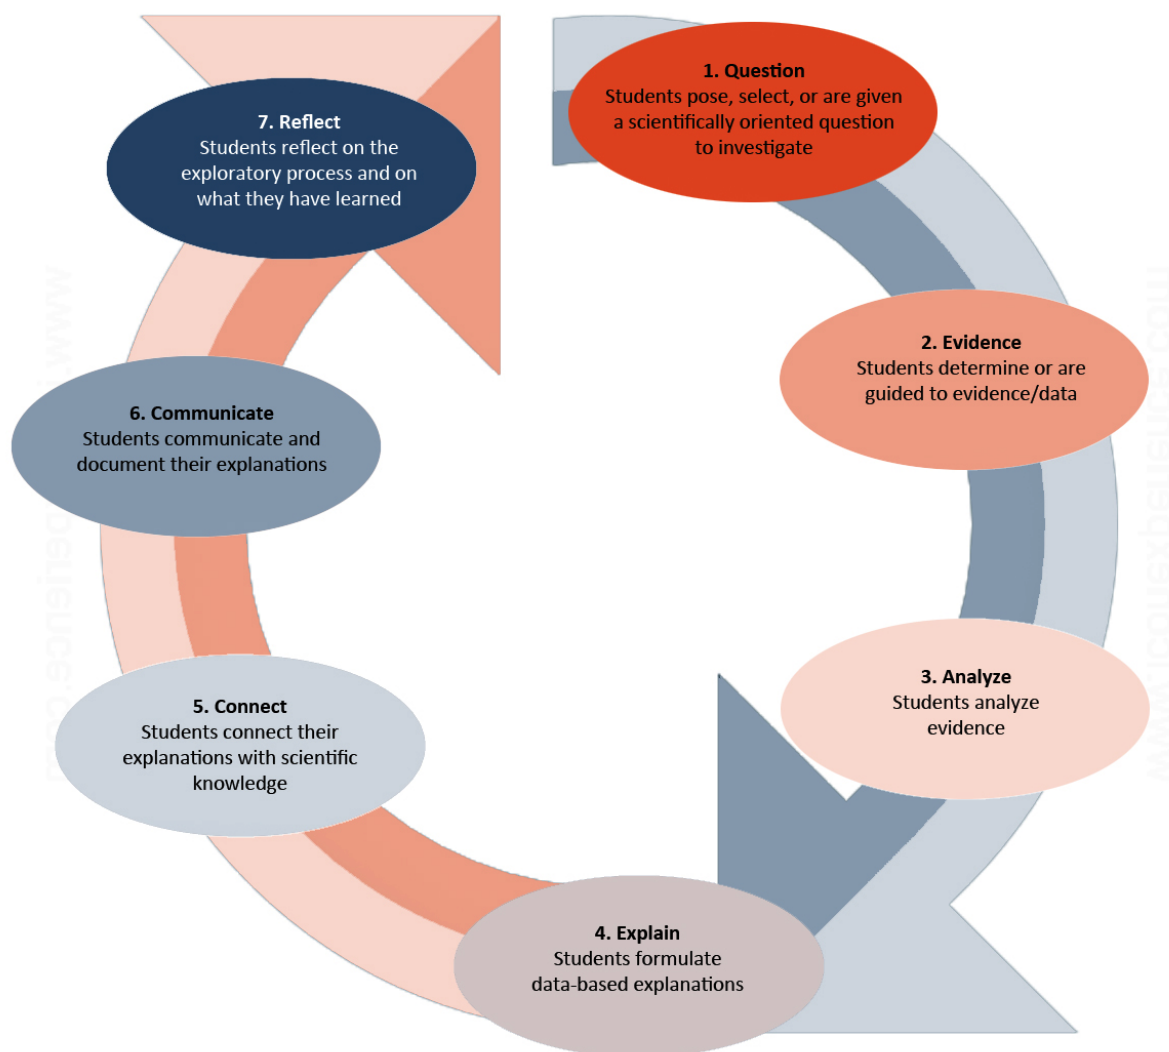 1. Question
Students pose, select, or are given
a scientifically oriented question
to investigate
2. Evidence
Students determine or are
guided to evidence/data
3. Analyze
Students analyze
evidence
4. Explain
Students formulate
data-based explanations
5. Connect
Students connect their
explanations with scientific
knowledge
6. Communicate
Students communicate and
document their explanations
7. Reflect
Students reflect on the
exploratory process and on
what they have learned